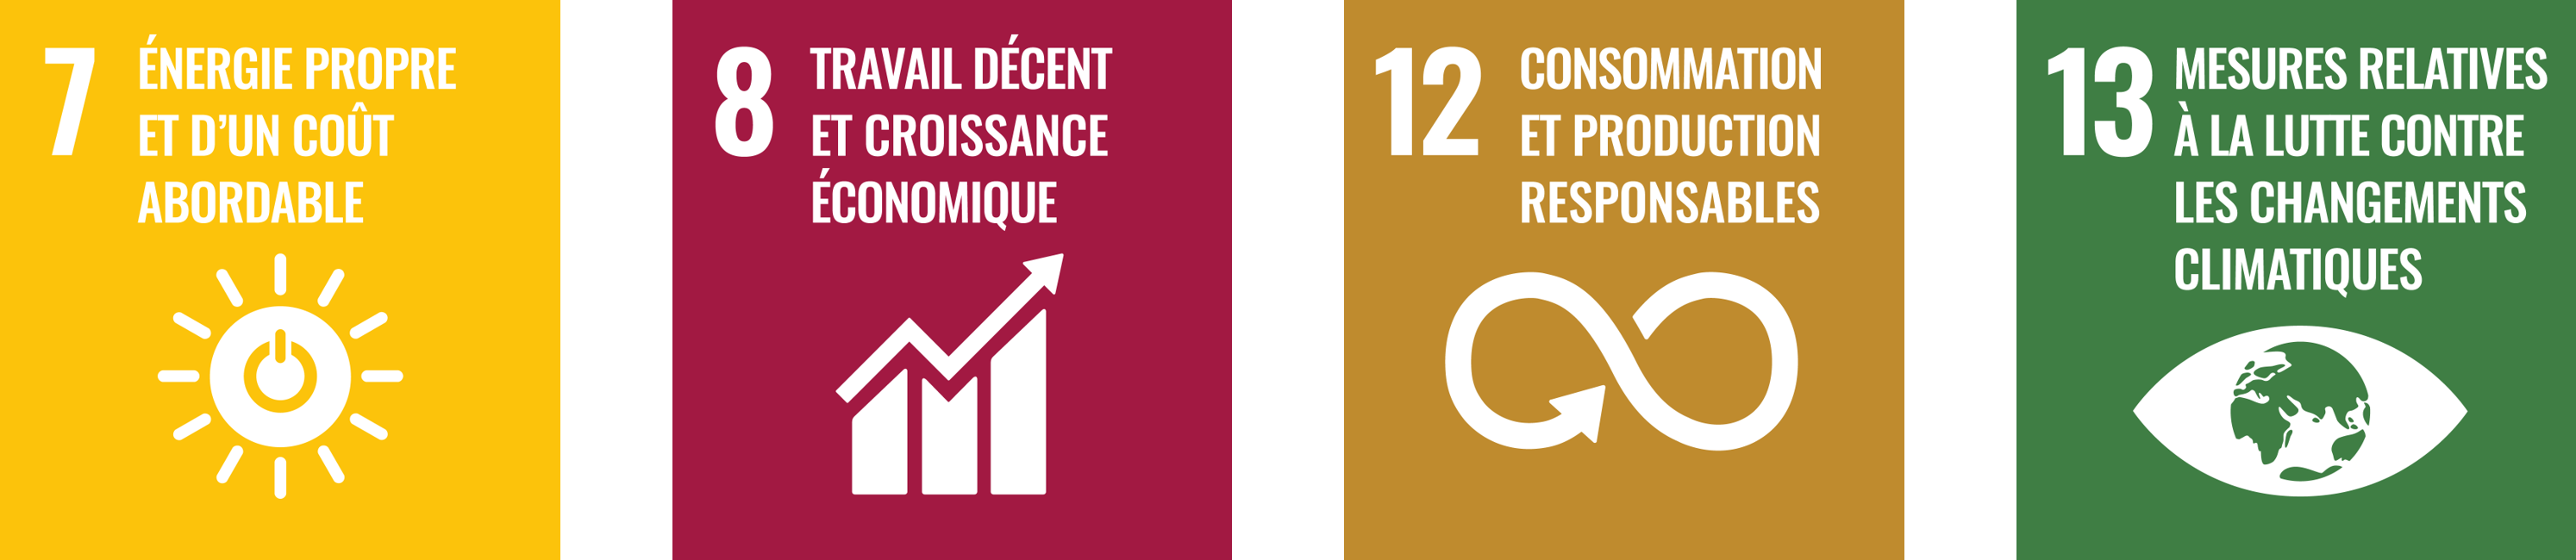 7
ÉNERGIE PROPRE
ET D’UN COÛT
ABORDABLE
8
TRAVAIL DÉCENT
ET CROISSANCE
ÉCONOMIQUE
12
CONSOMMATION
ET PRODUCTION
RESPONSABLES
13
MESURES RELATIVES
À LA LUTTE CONTRE
LES CHANGEMENTS
CLIMATIQUES